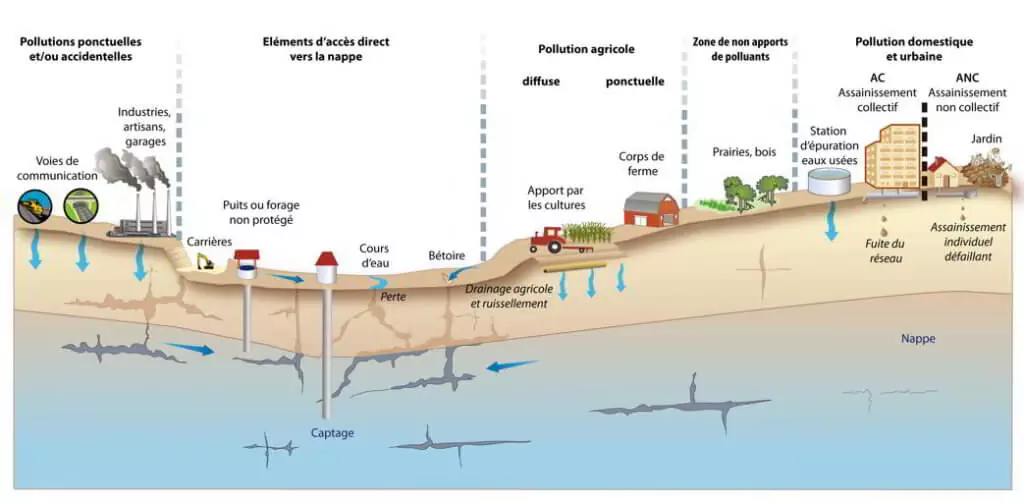 Pollutions ponctuelles
et/ou accidentelles
Eléments d'accès direct
vers la nappe
Pollution agricole
diffuse
ponctuelle
Zone de non apports
de polluants
Pollution domestique
et urbaine
AC
Assainissement
collectif
ANC
Assainissement
non collectif
Industries,
artisans,
garages
Voies de
communication
Puits ou forage
non protégé
Carrières
Cours
d'eau
Bétoire
Perte
Apport par
les cultures
Corps de
ferme
Drainage agricole
et ruissellement
Prairies, bois
Station
d'épuration
eaux usées
Jardin
Fuite du
réseau
Assainissement
individuel
défaillant
Nappe
Captage